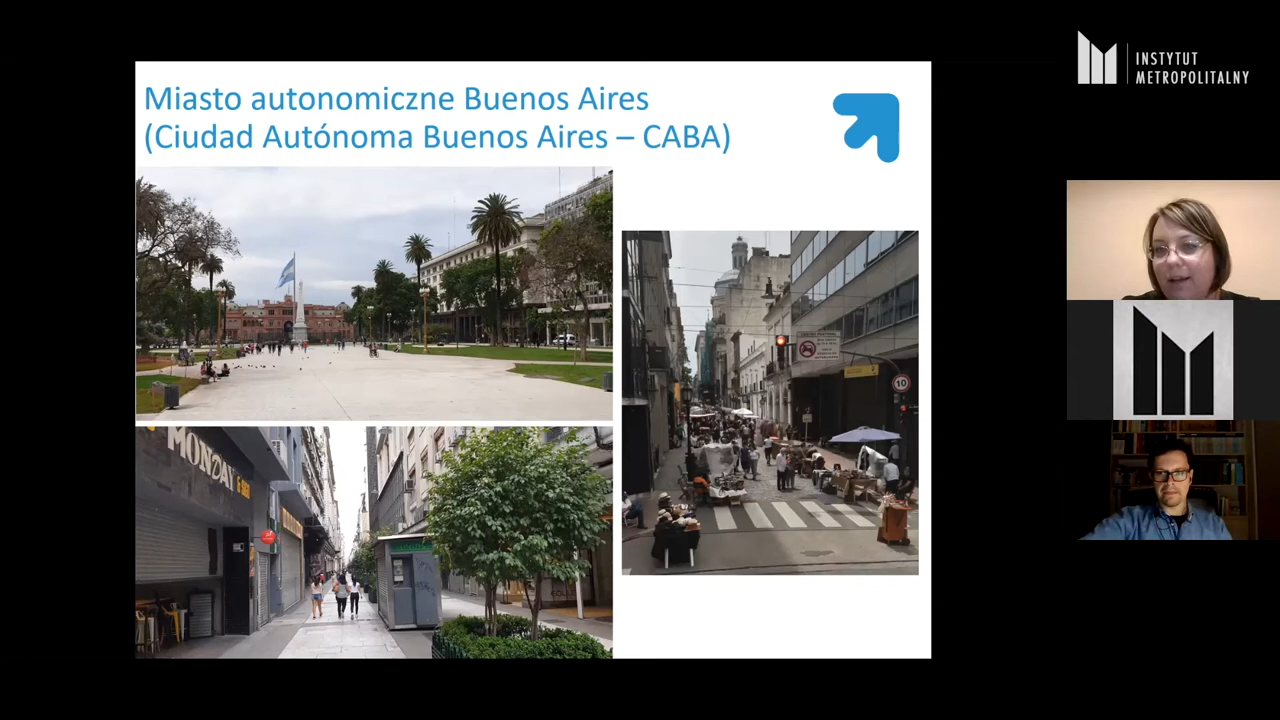 Miasto autonomiczne Buenos Aires
(Ciudad Autónoma Buenos Aires – CABA)
INSTYTUT
METROPOLITALNY
10
MONDAY